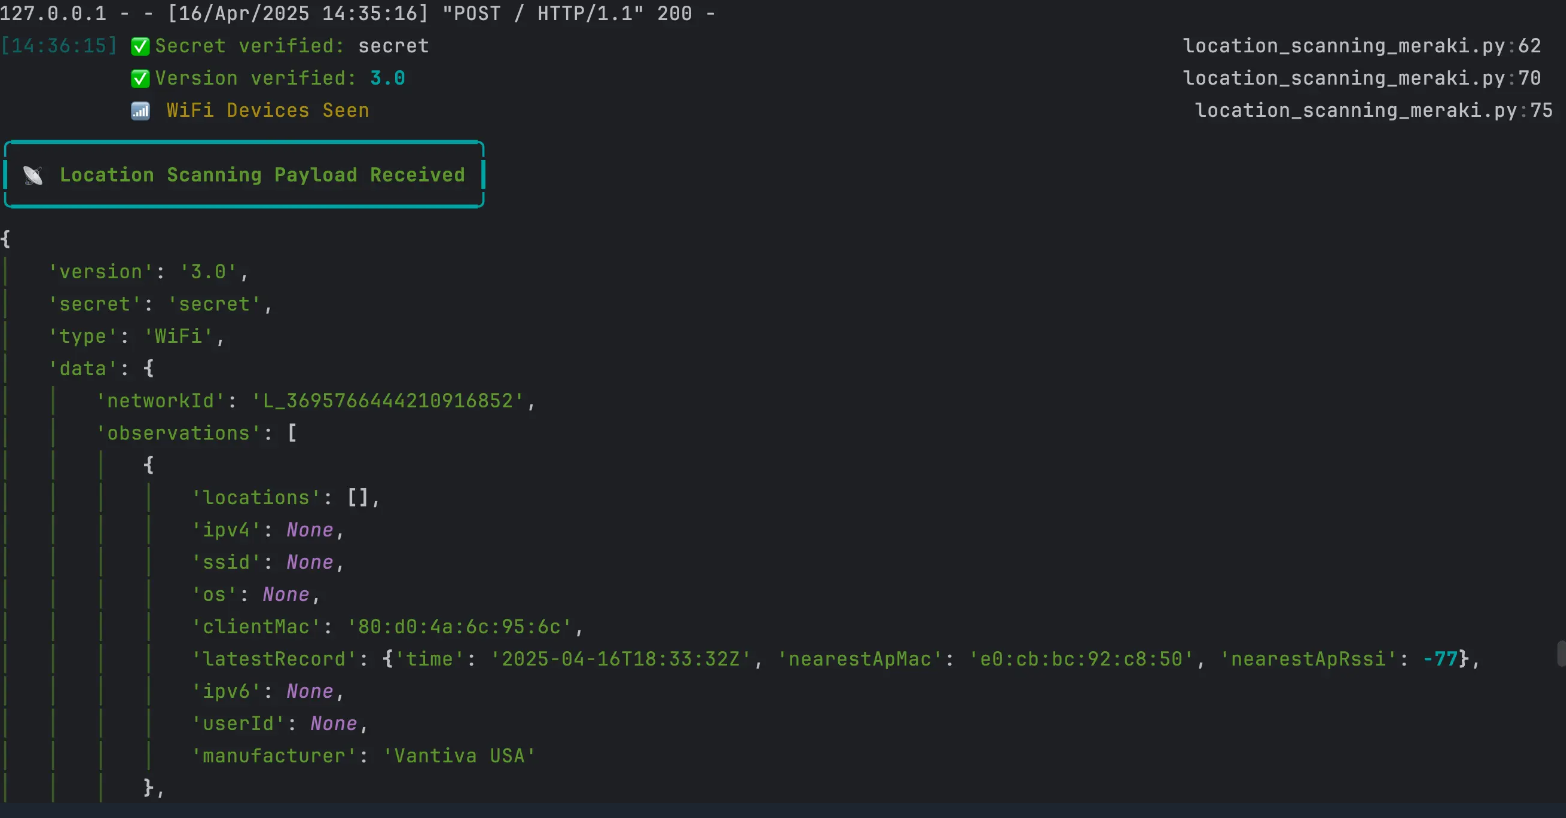 127.0.0.1 - - [16/Apr/2025 14:35:16] "POST / HTTP/1.1" 200 -
[14:36:15] ✅ Secret verified: secret location_scanning_meraki.py:62
✅ Version verified: 3.0 location_scanning_meraki.py:70
📶 WiFi Devices Seen location_scanning_meraki.py:75
📡 Location Scanning Payload Received
{
'version': '3.0',
'secret': 'secret',
'type': 'WiFi',
'data': {
'networkId': 'L_3695766444210916852',
'observations': [
{
'locations': [],
'ipv4': None,
'ssid': None,
'os': None,
'clientMac': '80:d0:4a:6c:95:6c',
'latestRecord': {'time': '2025-04-16T18:33:32Z', 'nearestApMac': 'e0:cb:bc:92:c8:50', 'nearestApRssi': -77},
'ipv6': None,
'userId': None,
'manufacturer': 'Vantiva USA'
},